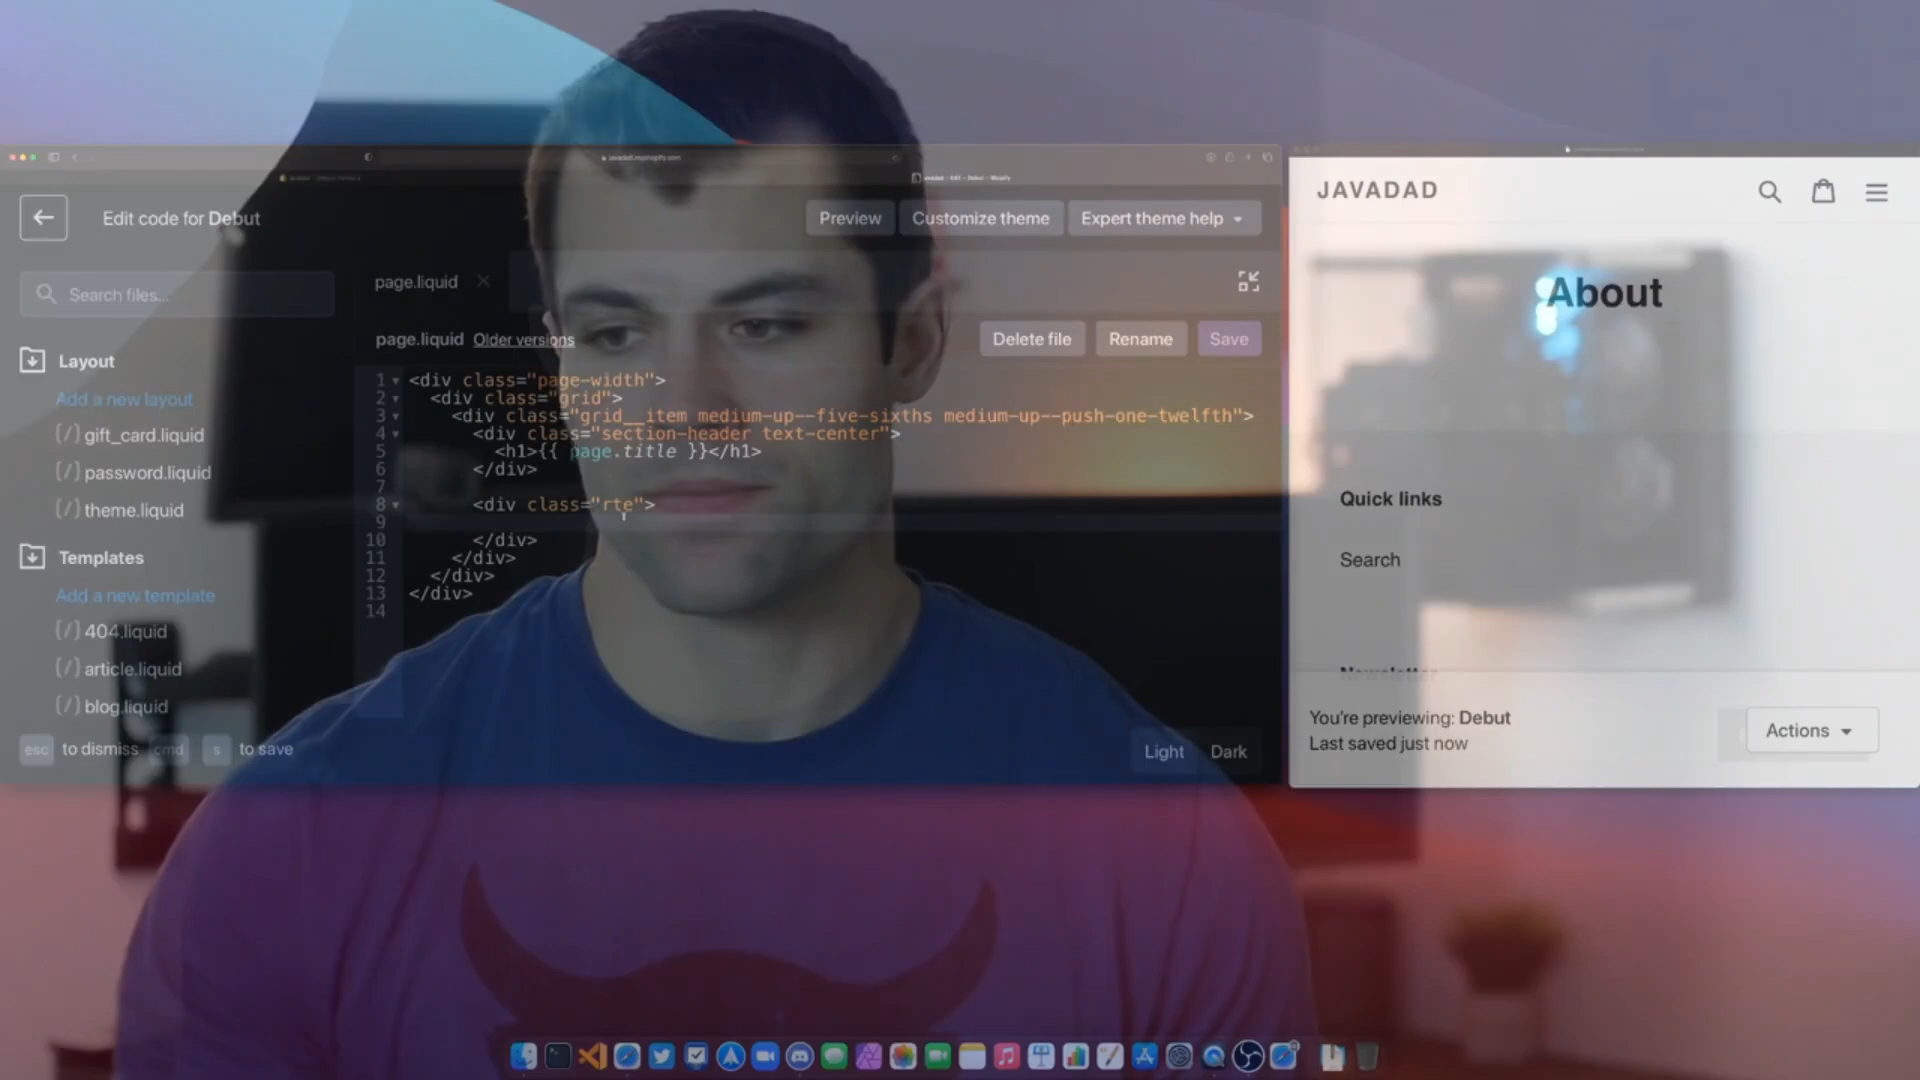 Edit code for Debut
Preview
Customize theme
Expert theme help
Search files...
page.liquid
page.liquid Older versions
Delete file
Rename
Save
Layout
Add a new layout
gift_card.liquid
password.liquid
theme.liquid
Templates
Add a new template
404.liquid
article.liquid
blog.liquid
esc to dismiss cmd s to save
1 <div class="page-width">
2 <div class="grid">
3 <div class="grid__item medium-up--five-sixths medium-up--push-one-twelfth">
4 <div class="section-header text-center">
5 <h1>{{ page.title }}</h1>
6 </div>
7
8 <div class="rte">
9
10 </div>
11 </div>
12 </div>
13 </div>
14
Light Dark
JAVADAD
About
Quick links
Search
Newsletter
You're previewing: Debut
Last saved just now
Actions